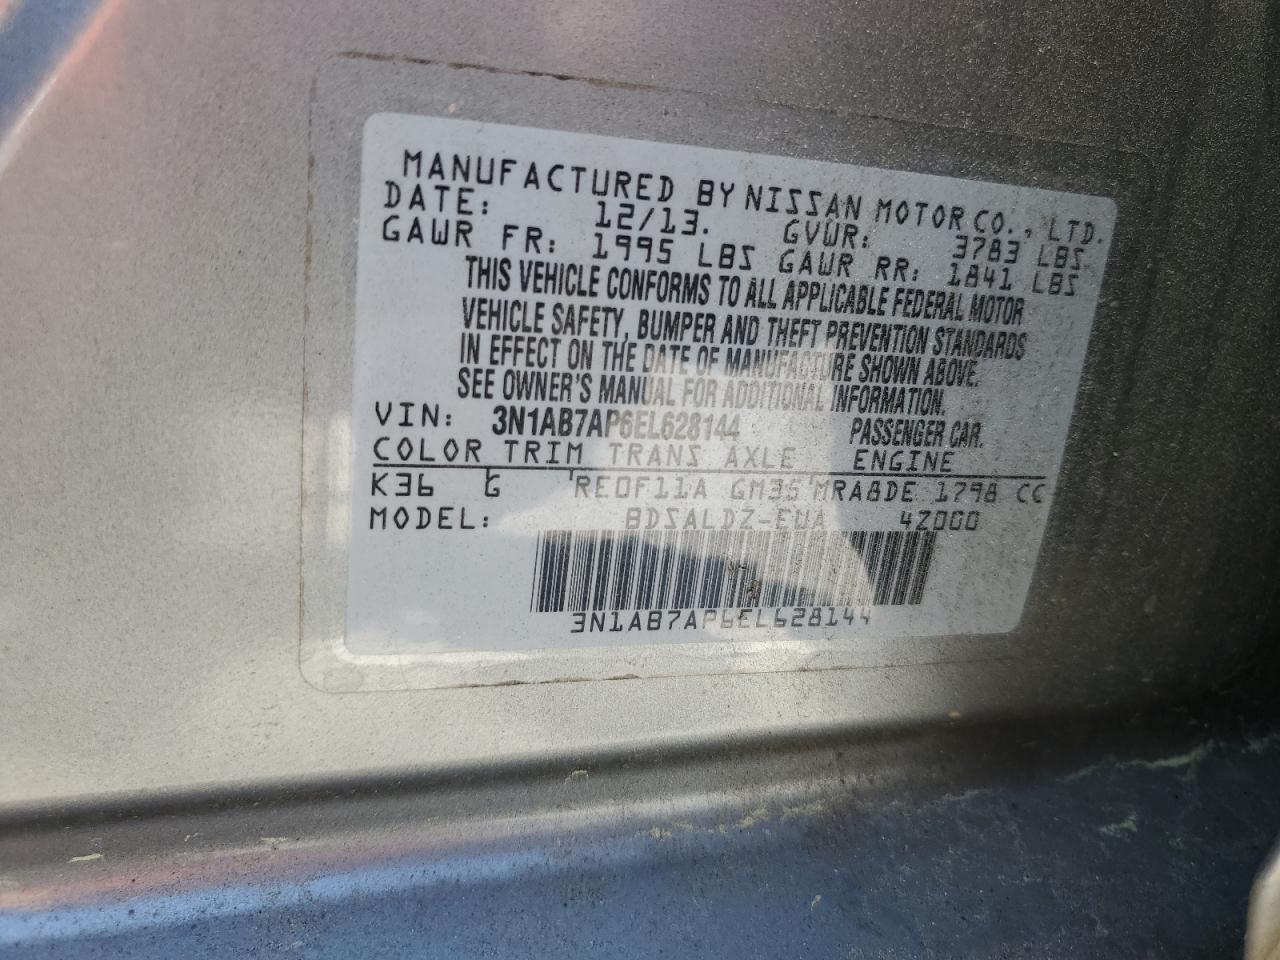 MANUFACTURED BY NISSAN MOTOR CO., LTD.
DATE: 12/13. GVWR: 3783 LBS
GAWR FR: 1995 LBS GAWR RR: 1841 LBS
THIS VEHICLE CONFORMS TO ALL APPLICABLE FEDERAL MOTOR
VEHICLE SAFETY, BUMPER AND THEFT PREVENTION STANDARDS
IN EFFECT ON THE DATE OF MANUFACTURE SHOWN ABOVE.
SEE OWNER'S MANUAL FOR ADDITIONAL INFORMATION.
VIN: 3N1AB7AP6EL628144 PASSENGER CAR.
COLOR TRIM TRANS AXLE ENGINE
K36 G RE0F11A GM35 MRA8DE 1798 CC
MODEL: BDSALDZ-EUA 4Z000
3N1AB7AP6EL628144